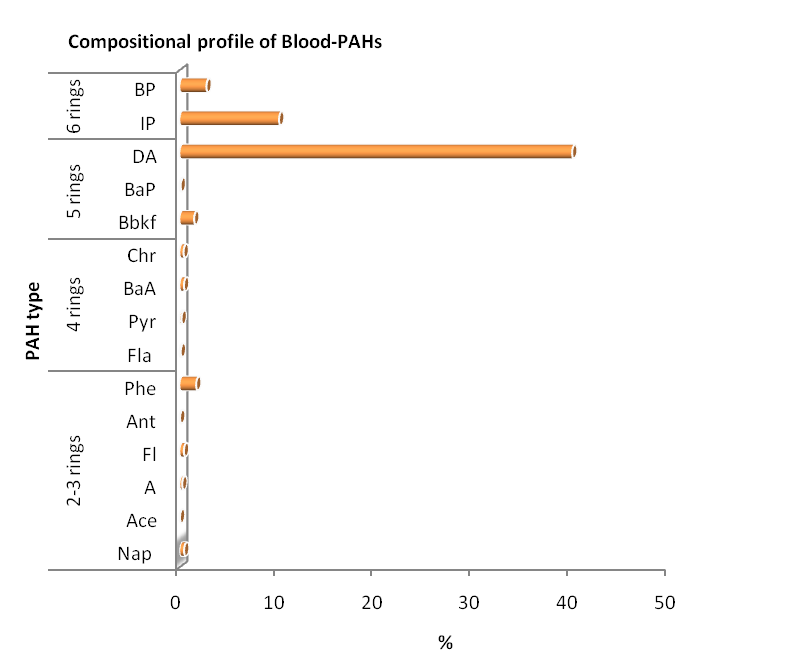 Compositional profile of Blood-PAHs
PAH type
6 rings
BP
IP
5 rings
DA
BaP
Bbkf
4 rings
Chr
BaA
Pyr
Fla
2-3 rings
Phe
Ant
Fl
A
Ace
Nap
0 10 20 30 40 50
%